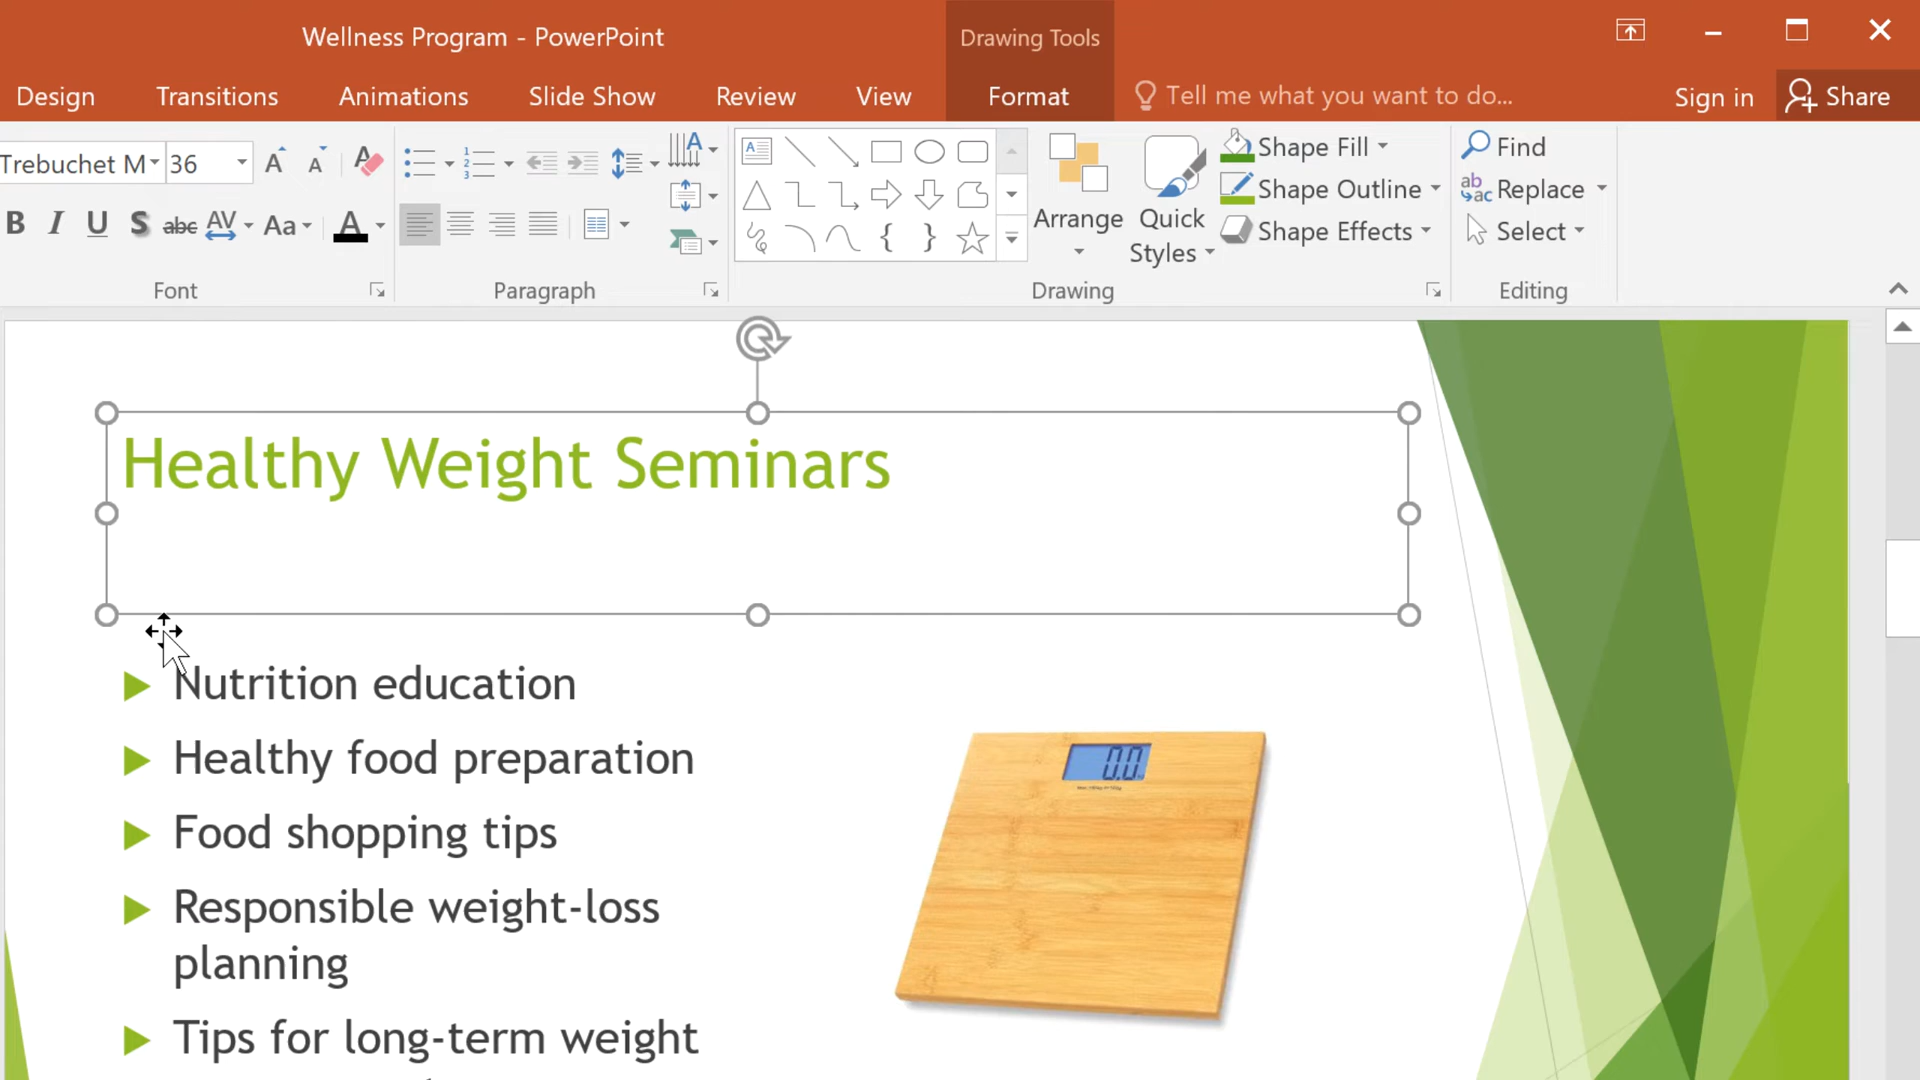 Wellness Program - PowerPoint
Drawing Tools
Design Transitions Animations Slide Show Review View Format Tell me what you want to do... Sign in Share
Trebuchet M 36
B I U S abc AV Aa A
Font
Paragraph
Arrange
Quick Styles
Shape Fill
Shape Outline
Shape Effects
Drawing
Find
Replace
Select
Editing
Healthy Weight Seminars
Nutrition education
Healthy food preparation
Food shopping tips
Responsible weight-loss
planning
Tips for long-term weight
0.0